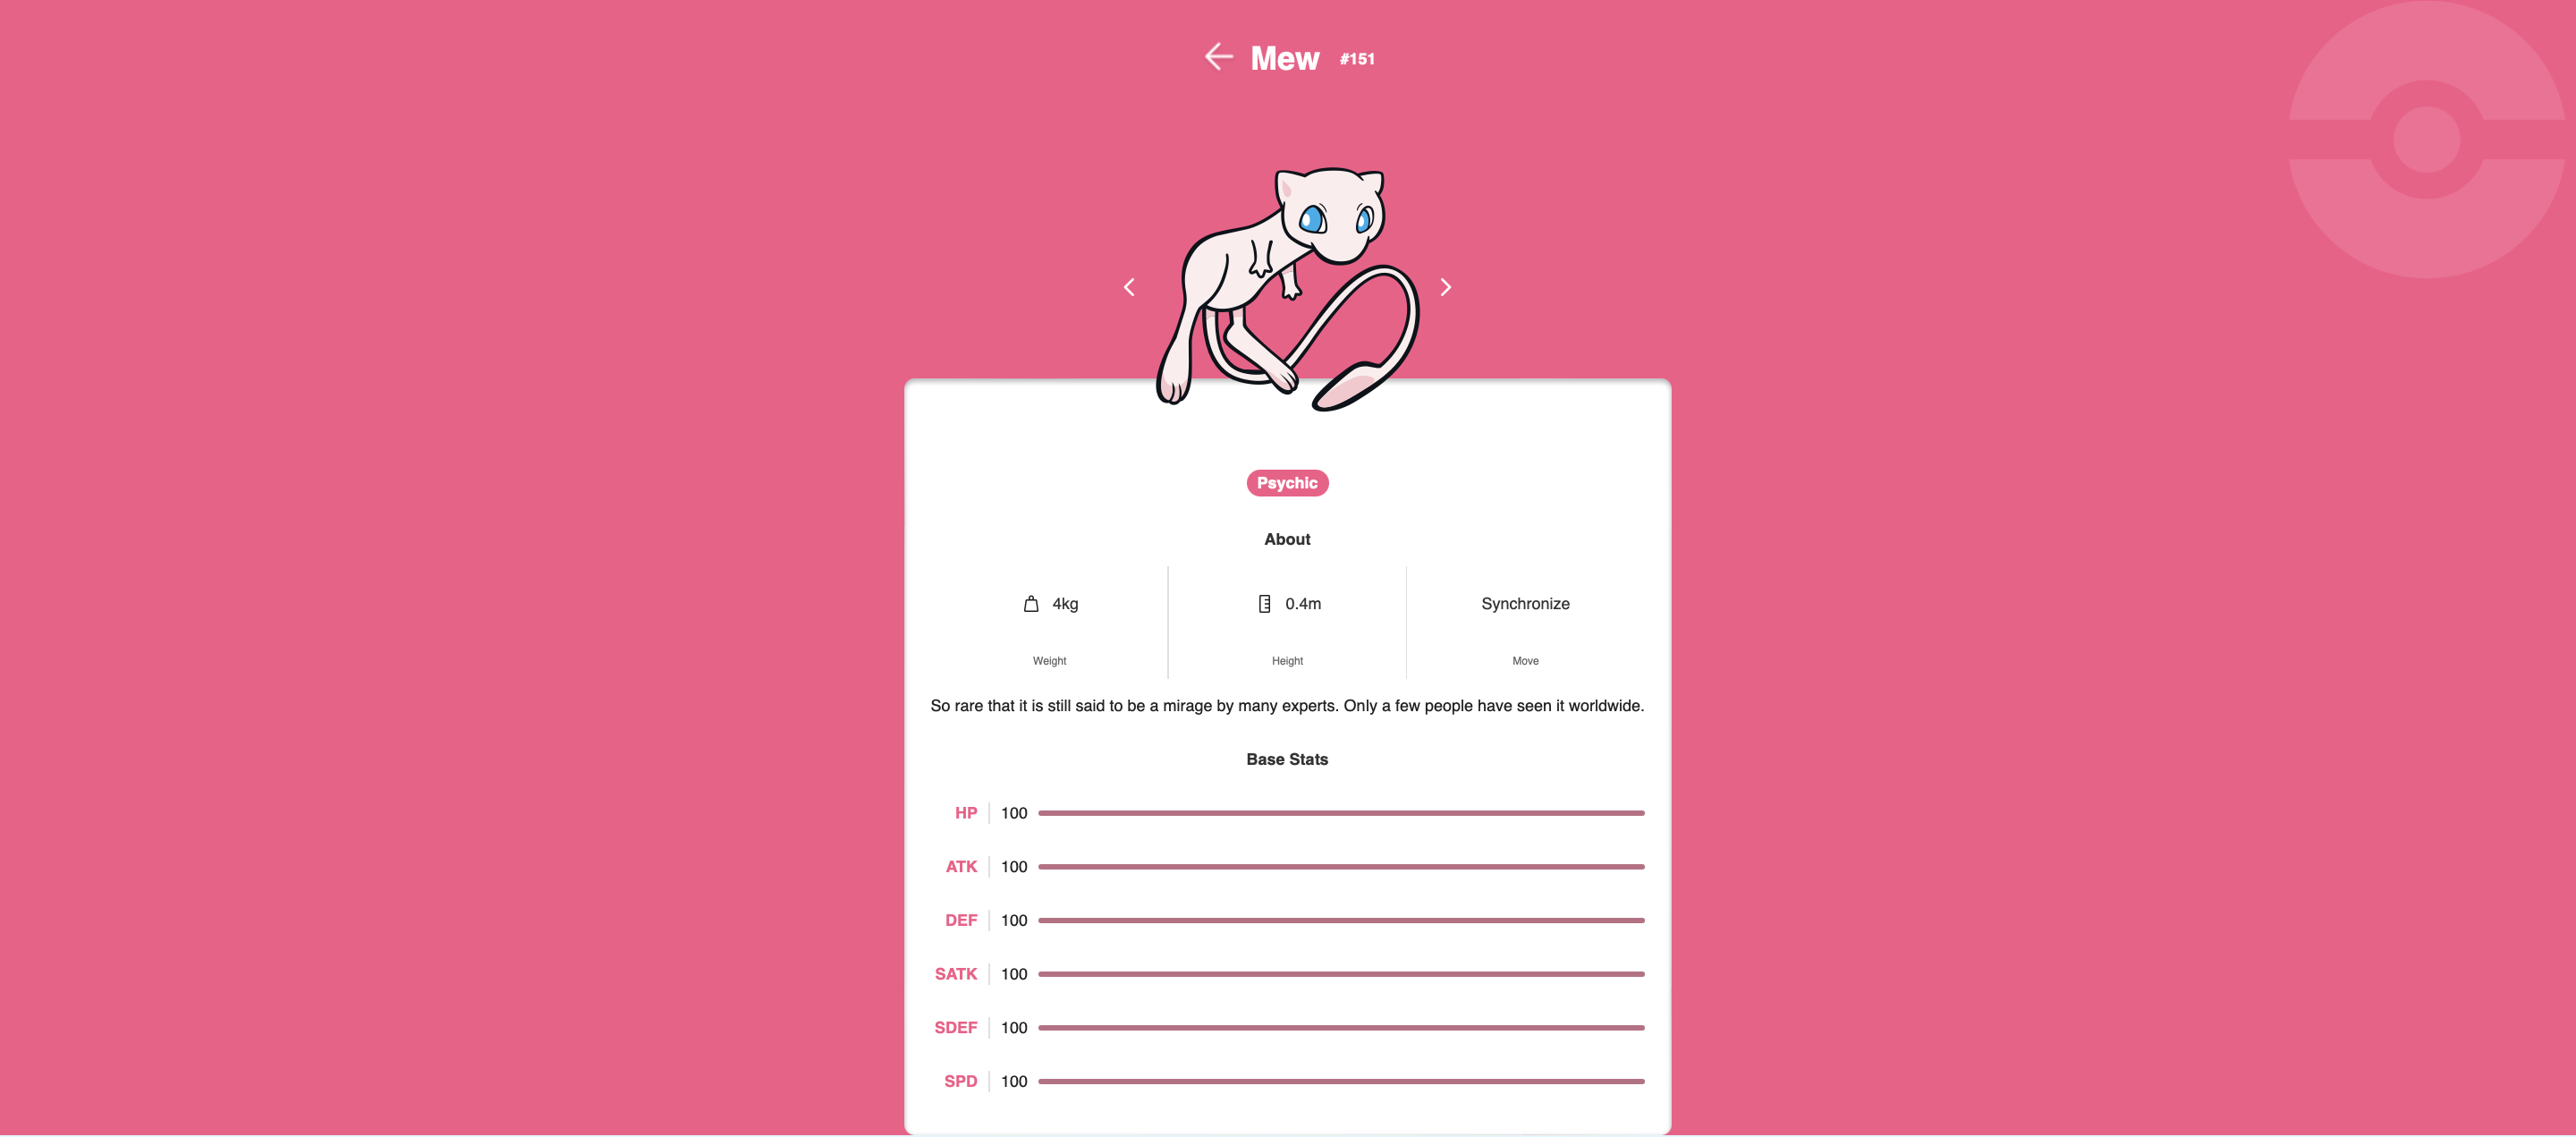 Mew #151
Psychic
About
4kg 0.4m Synchronize
Weight Height Move
So rare that it is still said to be a mirage by many experts. Only a few people have seen it worldwide.
Base Stats
HP 100
ATK 100
DEF 100
SATK 100
SDEF 100
SPD 100